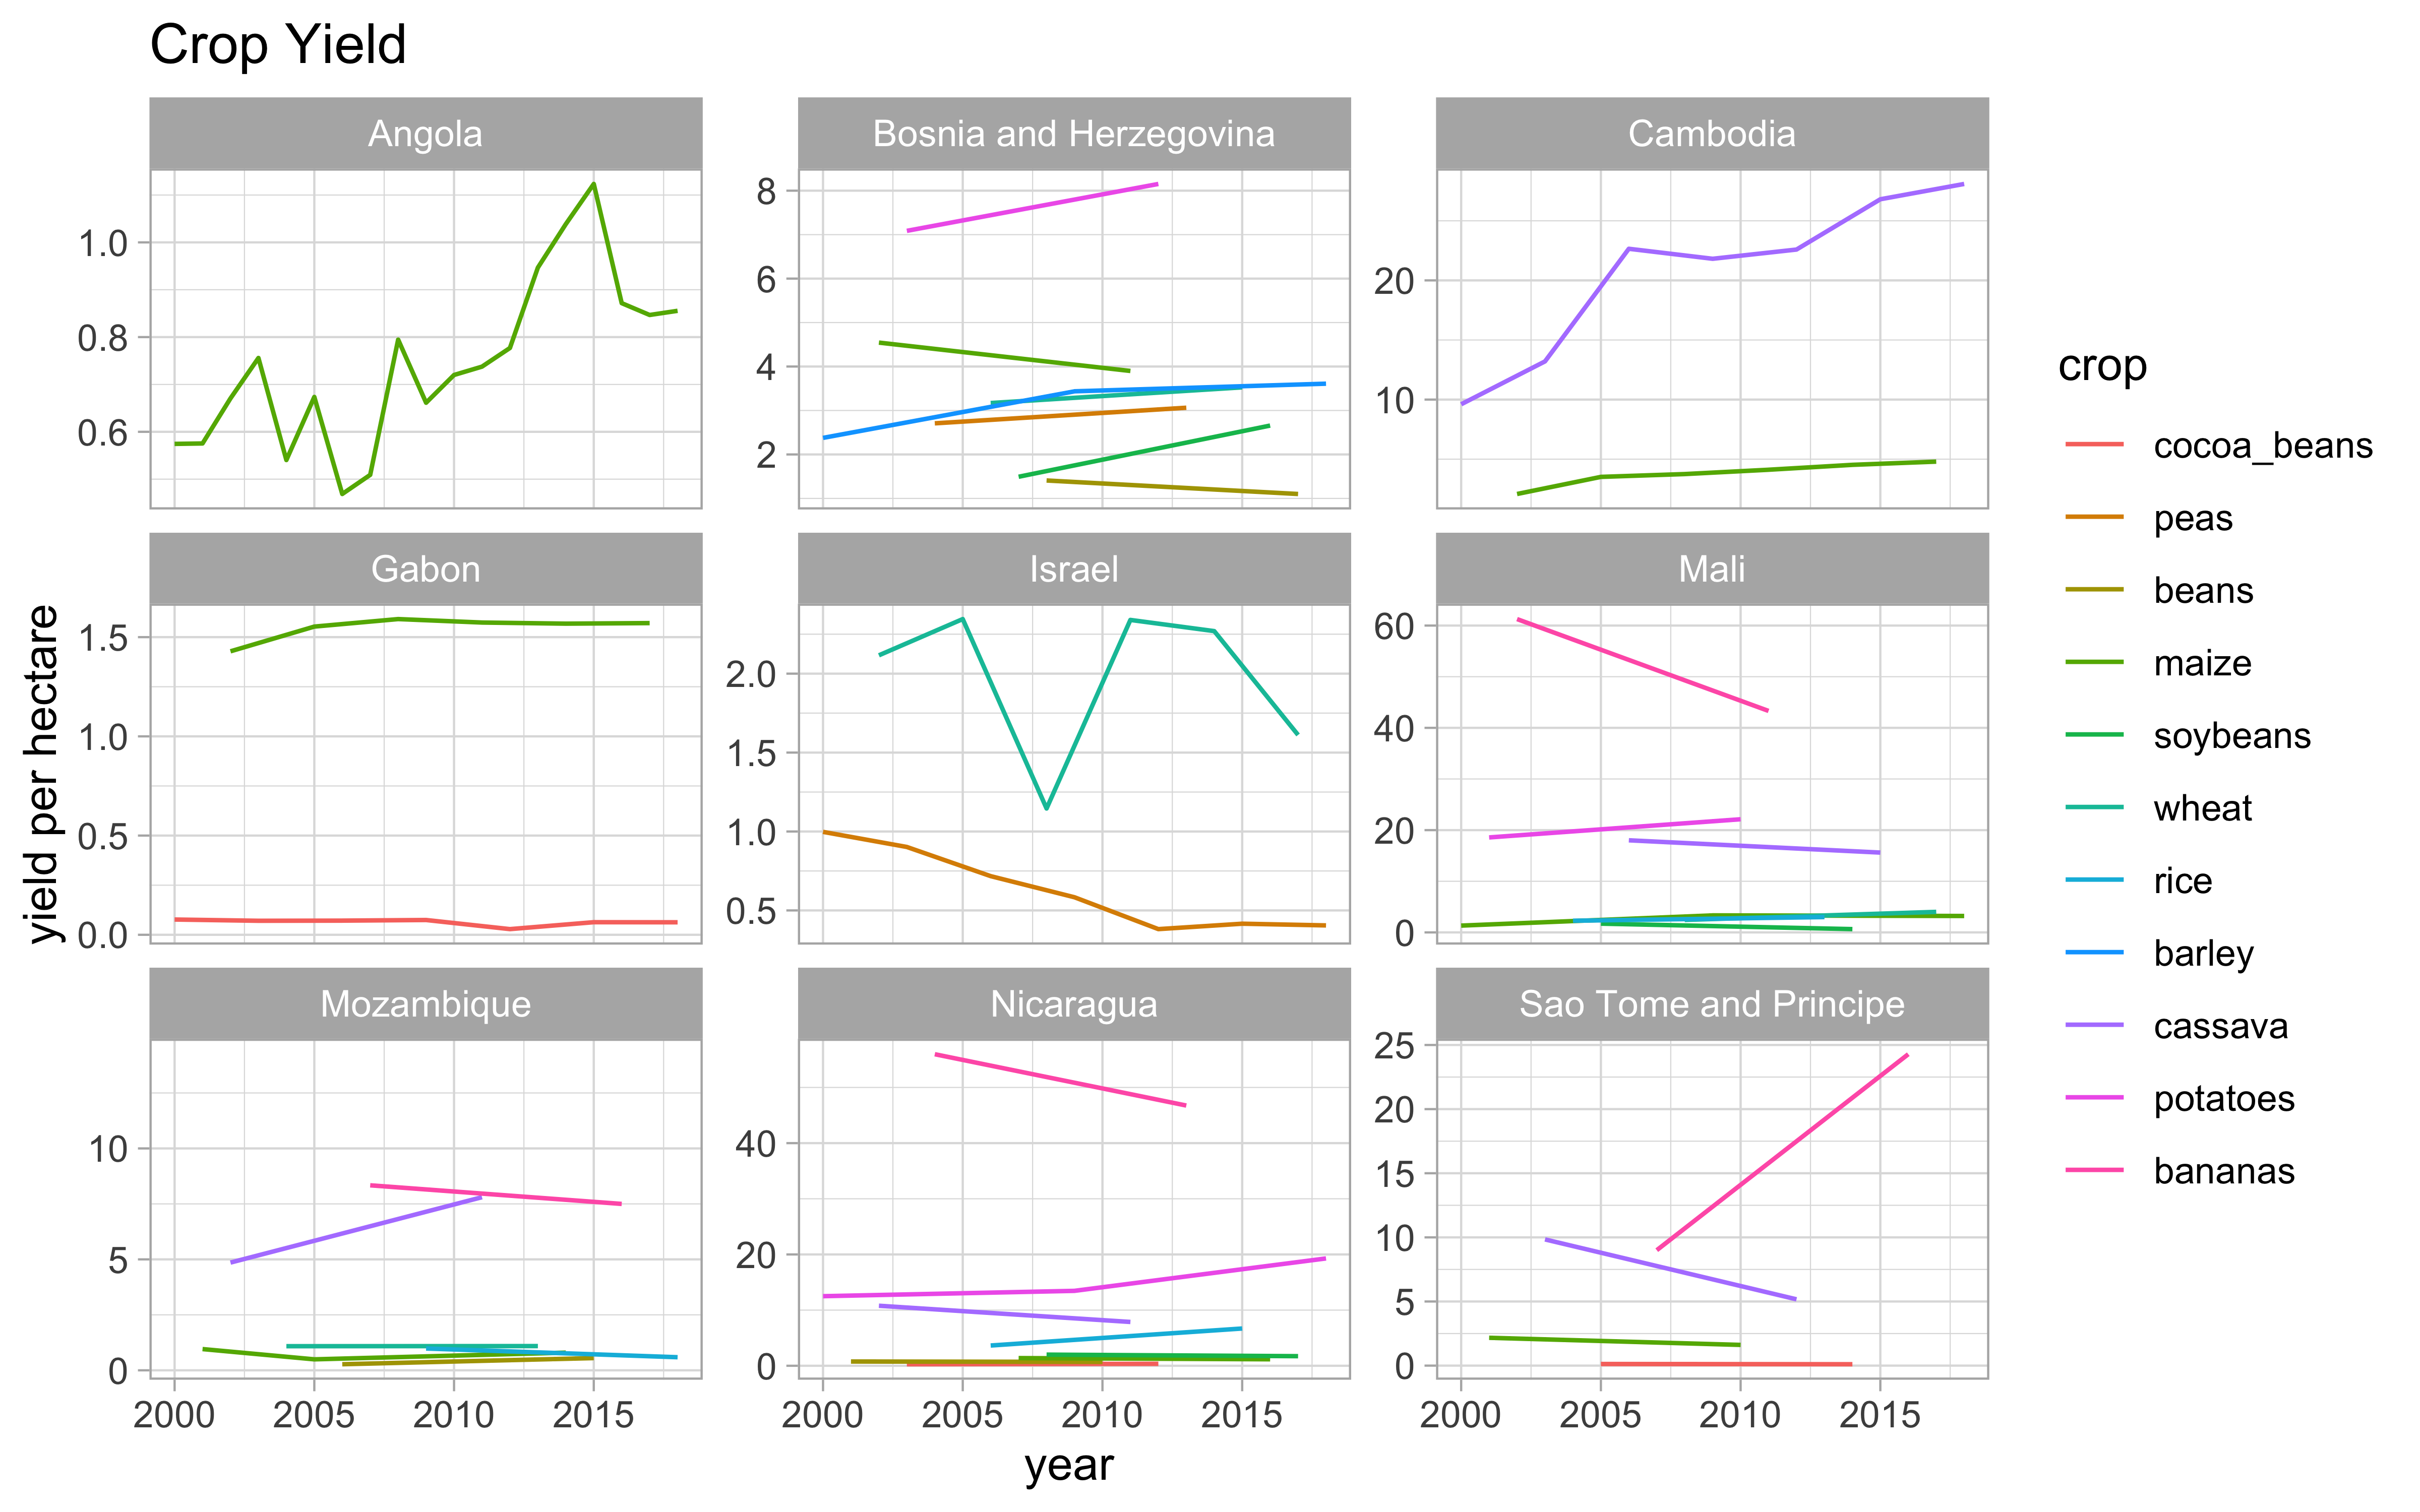 Crop Yield
Angola
Bosnia and Herzegovina
Cambodia
1.0
0.8
0.6
8
6
4
2
20
10
Gabon
Israel
Mali
1.5
1.0
0.5
0.0
2.0
1.5
1.0
0.5
60
40
20
0
Mozambique
Nicaragua
Sao Tome and Principe
10
5
0
40
20
0
25
20
15
10
5
0
2000 2005 2010 2015
2000 2005 2010 2015
2000 2005 2010 2015
year
yield per hectare
crop
cocoa_beans
peas
beans
maize
soybeans
wheat
rice
barley
cassava
potatoes
bananas